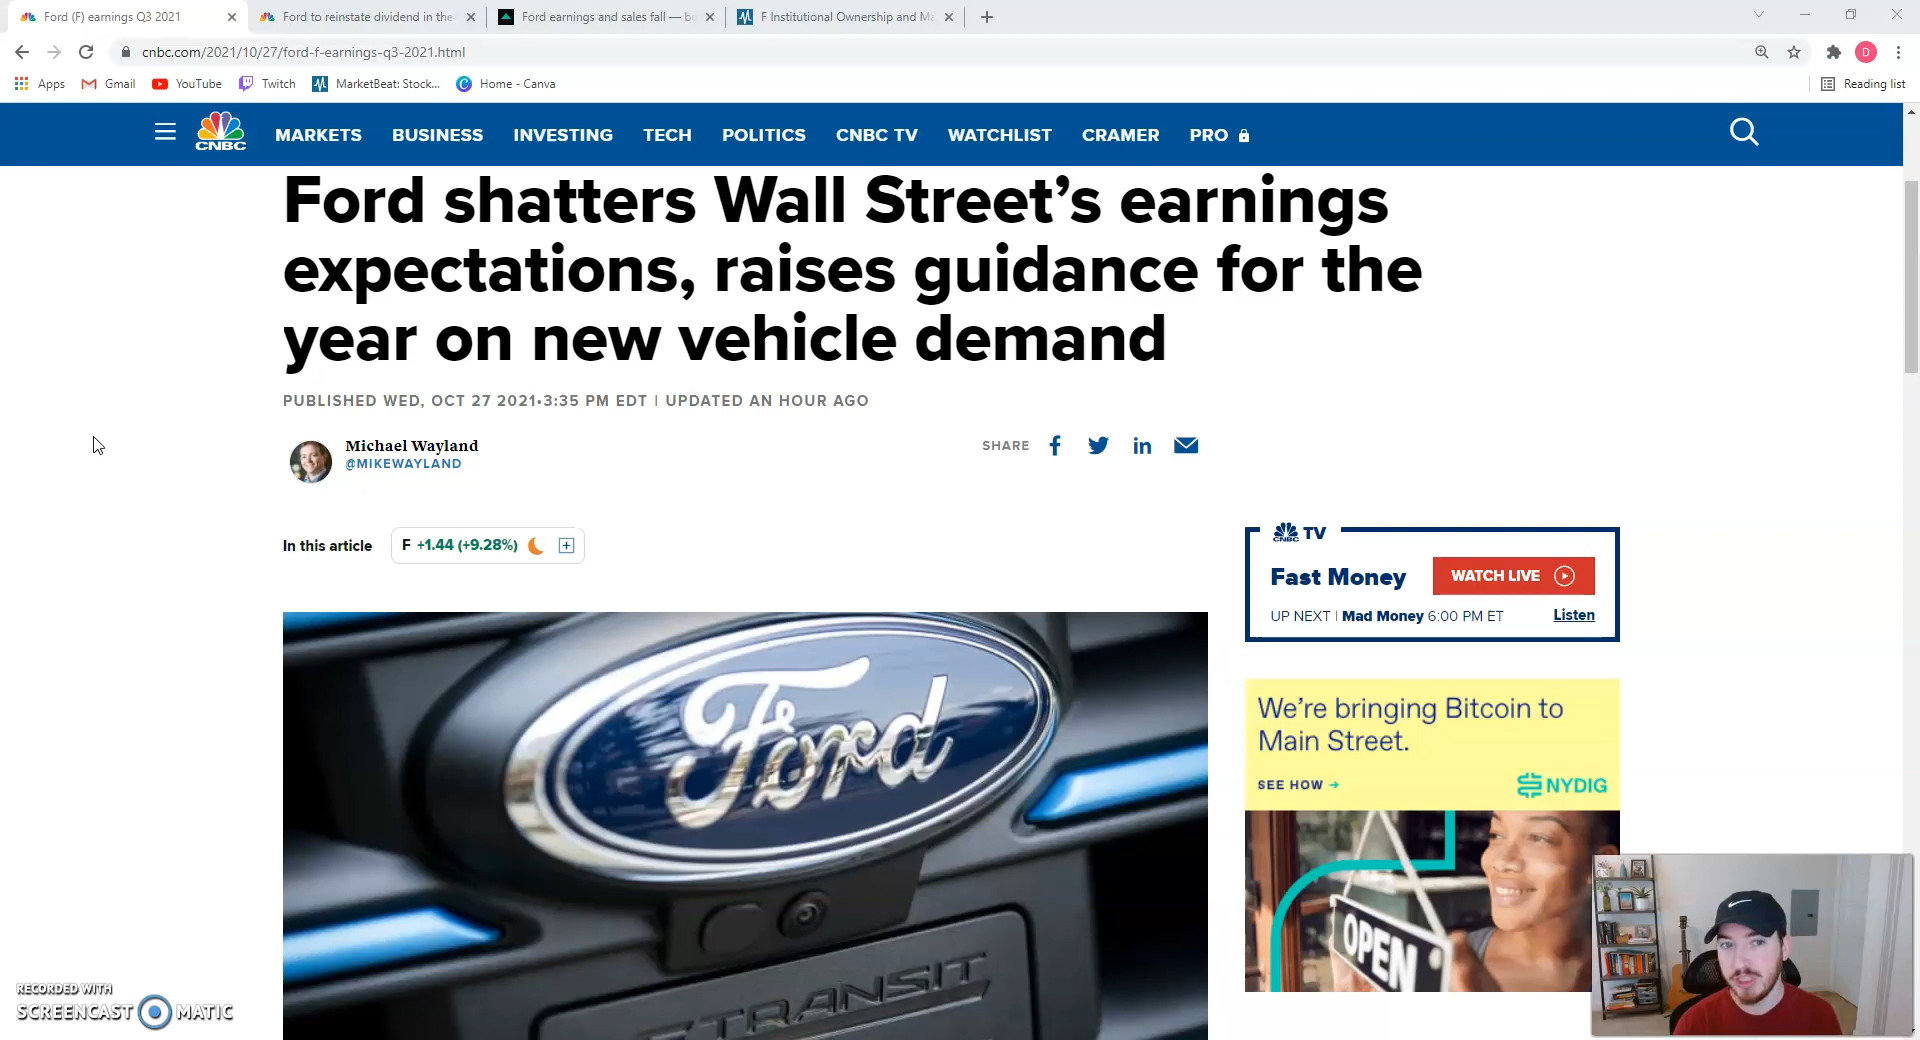 Ford (F) earnings Q3 2021
Ford to reinstate dividend in the
Ford earnings and sales fall — b
F Institutional Ownership and Ma
cnbc.com/2021/10/27/ford-f-earnings-q3-2021.html
D
Apps
Gmail
YouTube
Twitch
MarketBeat: Stock...
Home - Canva
Reading list
CNBC
MARKETS
BUSINESS
INVESTING
TECH
POLITICS
CNBC TV
WATCHLIST
CRAMER
PRO
Ford shatters Wall Street’s earnings
expectations, raises guidance for the
year on new vehicle demand
PUBLISHED WED, OCT 27 2021•3:35 PM EDT | UPDATED AN HOUR AGO
Michael Wayland
@MIKEWAYLAND
SHARE
In this article
F +1.44 (+9.28%)
CNBC TV
Fast Money
WATCH LIVE
UP NEXT | Mad Money 6:00 PM ET
Listen
Ford
TRANSIT
We’re bringing Bitcoin to
Main Street.
SEE HOW →
NYDIG
OPEN
RECORDED WITH
SCREENCAST MATIC